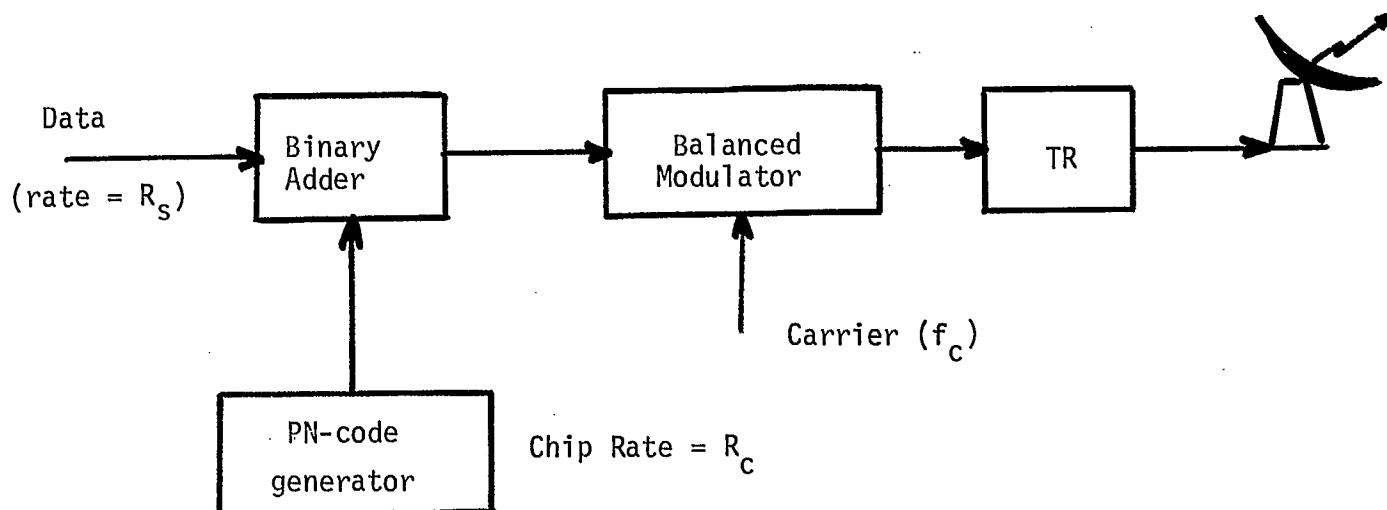 Data
(rate = R_s)
Binary
Adder
Balanced
Modulator
TR
Carrier (f_c)
PN-code
generator
Chip Rate = R_c